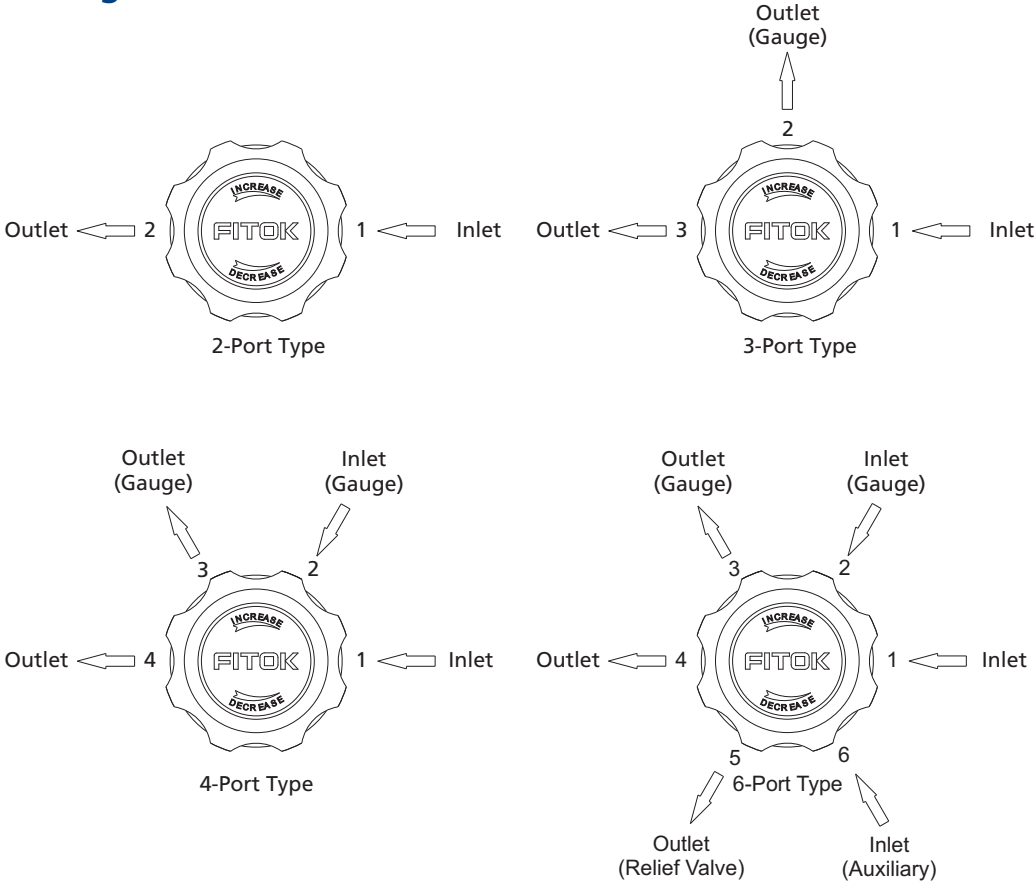 Outlet
(Gauge)
2
INCREASE
INCREASE
Outlet
2
FITOK
1
Inlet
Outlet
3
FITOK
1
Inlet
DECREASE
DECREASE
2-Port Type
3-Port Type
Outlet
(Gauge)
Inlet
(Gauge)
Outlet
(Gauge)
Inlet
(Gauge)
3
2
3
2
INCREASE
INCREASE
Outlet
4
FITOK
1
Inlet
Outlet
4
FITOK
1
Inlet
DECREASE
DECREASE
4-Port Type
5
6
6-Port Type
Outlet
(Relief Valve)
Inlet
(Auxiliary)